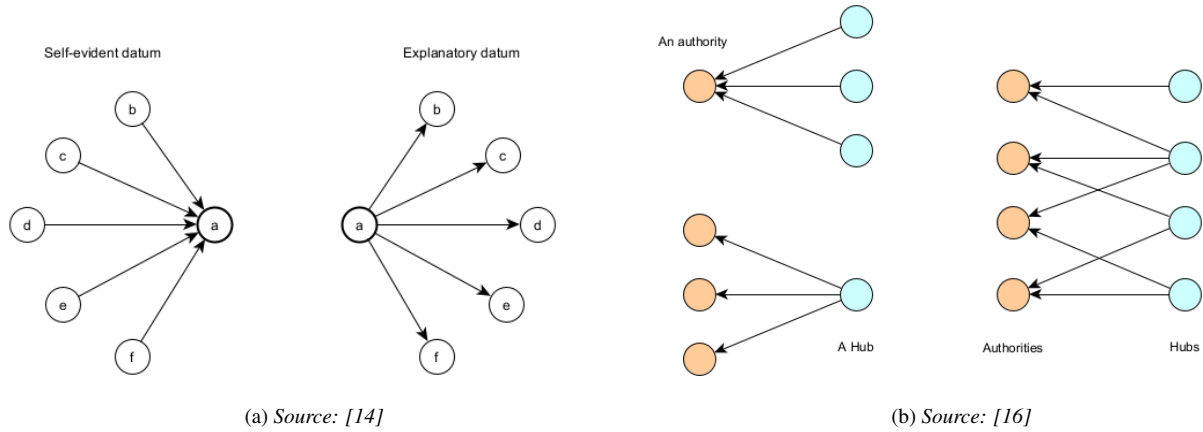 Self-evident datum
b
c
d
a
e
f
Explanatory datum
b
c
a
d
e
f
(a) Source: [14]
An authority
A Hub
Authorities
Hubs
(b) Source: [16]